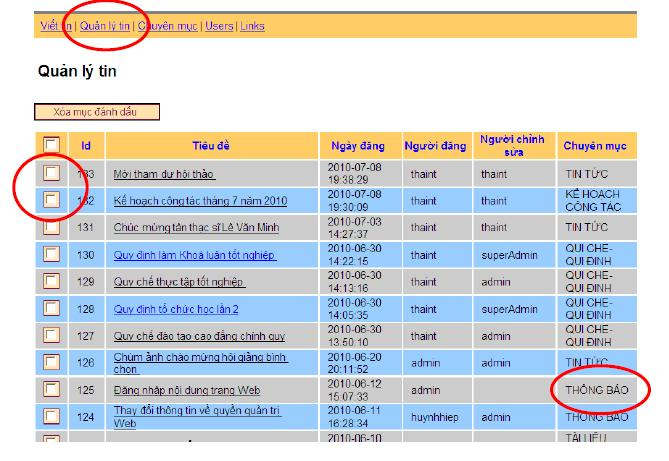 Viết tin | Quản lý tin | Chuyên mục | Users | Links
Quản lý tin
Xóa mục đánh dấu
Id Tiêu đề Ngày đăng Người đăng Người chỉnh sửa Chuyên mục
133 Mời tham dự hội thảo 2010-07-08 19:38:29 thaint thaint TIN TỨC
132 Kế hoạch công tác tháng 7 năm 2010 2010-07-08 19:30:09 thaint thaint KẾ HOẠCH CÔNG TÁC
131 Chúc mừng tân thạc sĩ Lê Văn Minh 2010-07-03 14:27:37 thaint thaint TIN TỨC
130 Quy định làm Khoá luận tốt nghiệp 2010-06-30 14:22:15 thaint superAdmin QUI CHẾ-QUI ĐỊNH
129 Quy chế thực tập tốt nghiệp 2010-06-30 14:13:16 thaint admin QUI CHẾ-QUI ĐỊNH
128 Quy định tổ chức học lần 2 2010-06-30 14:05:35 thaint superAdmin QUI CHẾ-QUI ĐỊNH
127 Quy chế đào tạo cao đẳng chính quy 2010-06-30 13:50:10 thaint admin QUI CHẾ-QUI ĐỊNH
126 Chùm ảnh chào mừng hội giảng bình chọn 2010-06-20 20:11:52 admin admin TIN TỨC
125 Đăng nhập nội dung trang Web 2010-06-12 15:07:33 admin THÔNG BÁO
124 Thay đổi thông tin về quyền quản trị Web 2010-06-11 16:28:34 huynhhiep admin THÔNG BÁO
2010-06-10 TÀI LIỆU